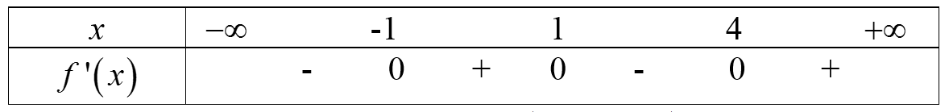 x −∞ -1 1 4 +∞
f'(x) - 0 + 0 - 0 +